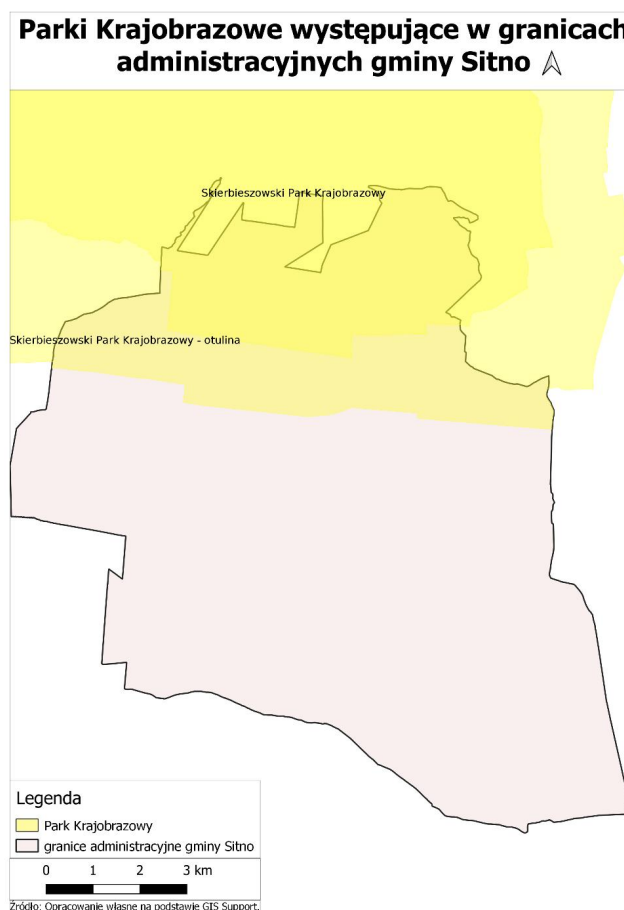 Parki Krajobrazowe występujące w granicach
administracyjnych gminy Sitno
Skierbieszowski Park Krajobrazowy
Skierbieszowski Park Krajobrazowy - otulina
Legenda
Park Krajobrazowy
granice administracyjne gminy Sitno
0 1 2 3 km
Źródło: Opracowanie własne na podstawie GIS Support.